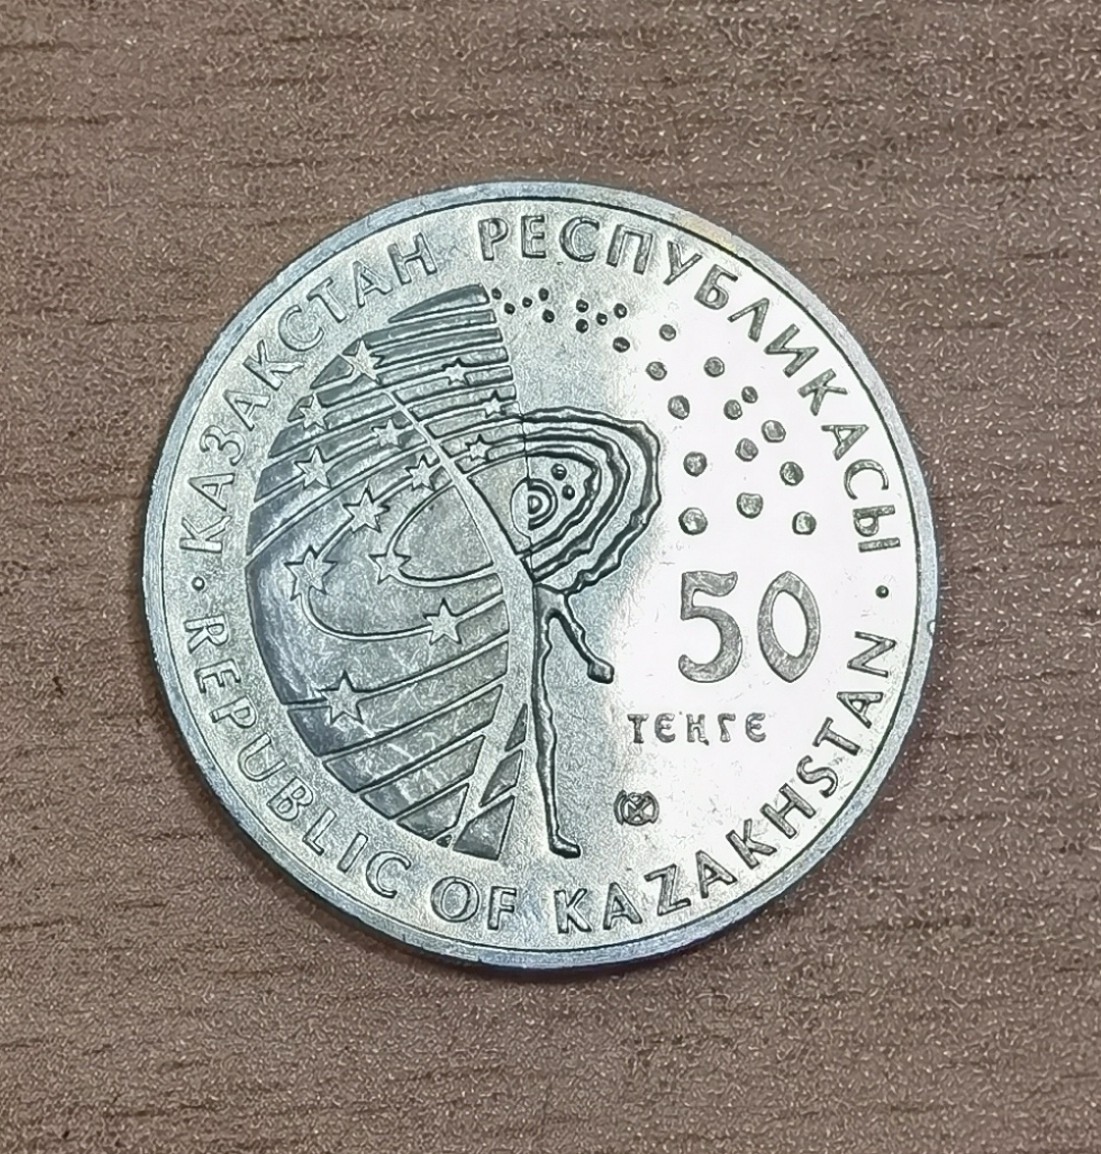 ҚАЗАҚСТАН РЕСПУБЛИКАСЫ
50
ТЕҢГЕ
REPUBLIC OF KAZAKHSTAN